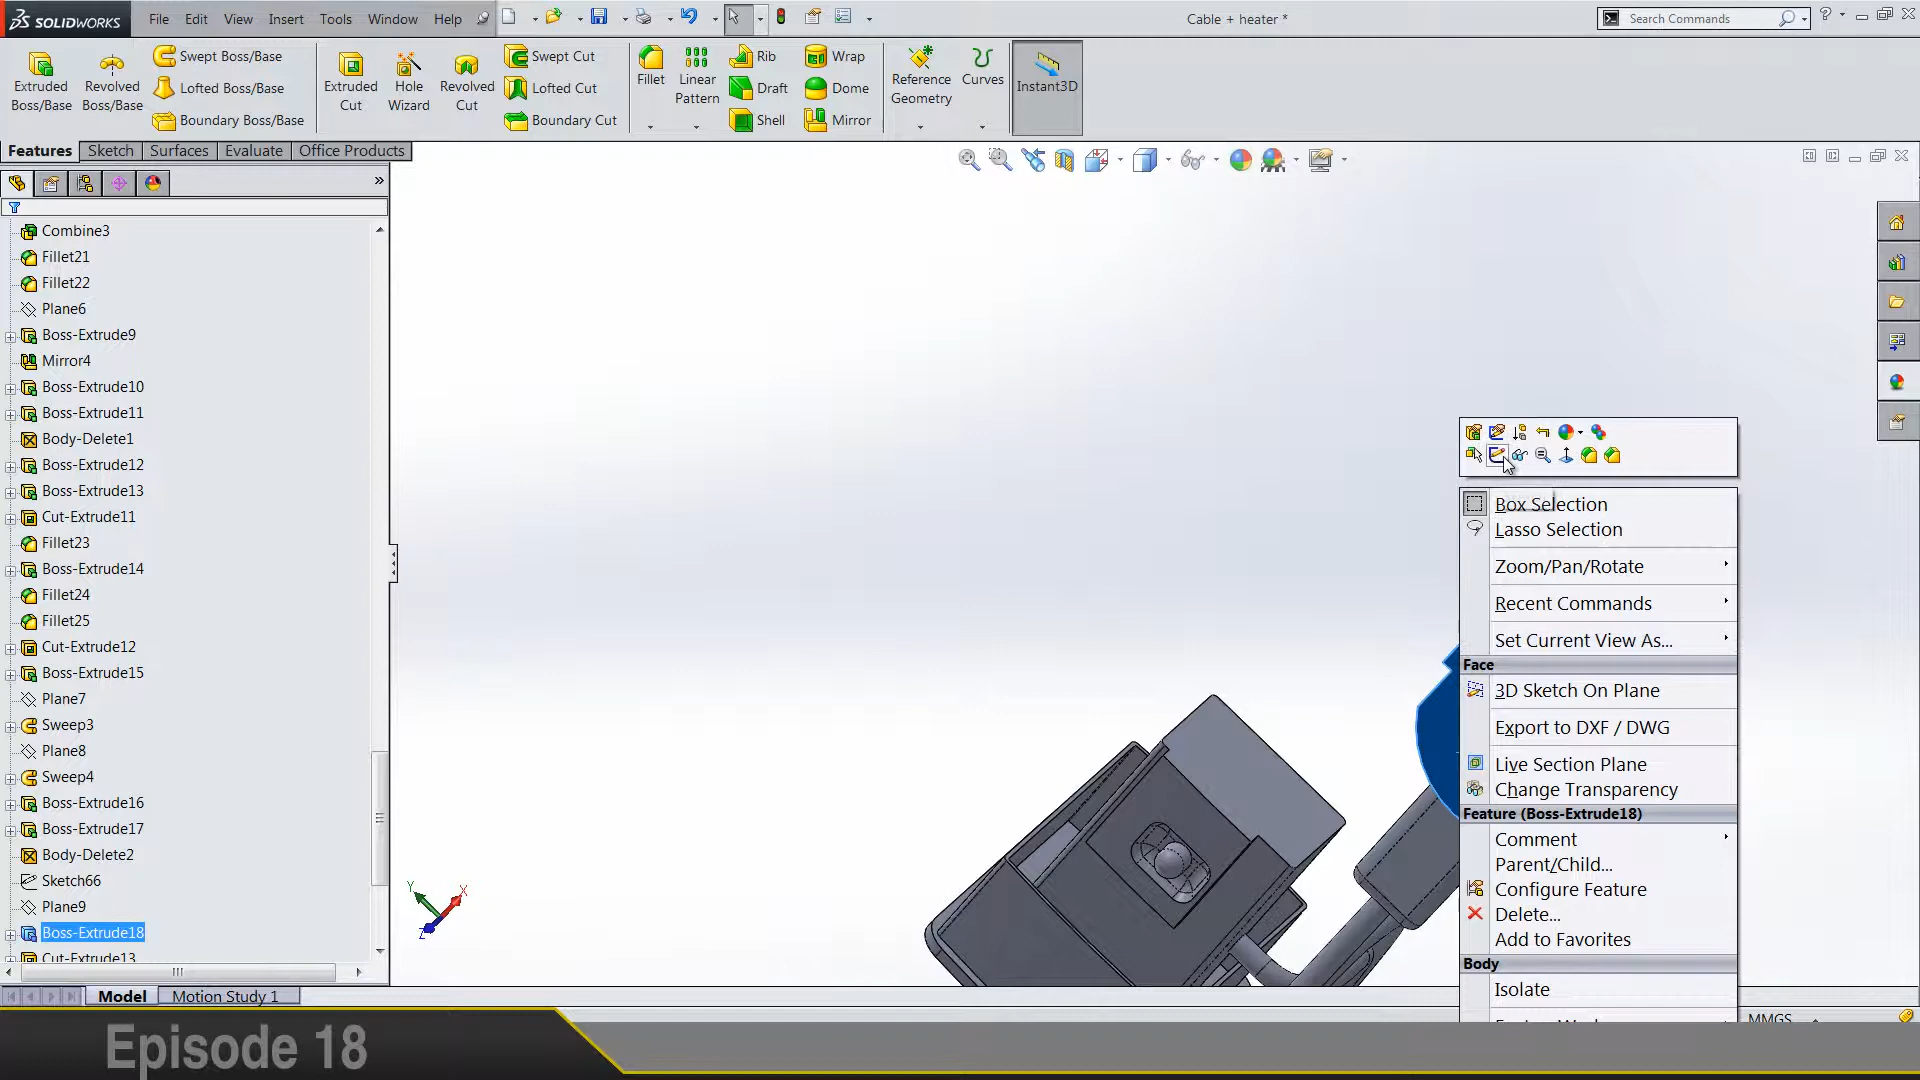 SOLIDWORKS File Edit View Insert Tools Window Help Cable + heater * Search Commands
Extruded Boss/Base
Revolved Boss/Base
Swept Boss/Base
Lofted Boss/Base
Boundary Boss/Base
Extruded Cut
Hole Wizard
Revolved Cut
Swept Cut
Lofted Cut
Boundary Cut
Fillet
Linear Pattern
Rib
Draft
Shell
Wrap
Dome
Mirror
Reference Geometry
Curves
Instant3D
Features Sketch Surfaces Evaluate Office Products
Combine3
Fillet21
Fillet22
Plane6
Boss-Extrude9
Mirror4
Boss-Extrude10
Boss-Extrude11
Body-Delete1
Boss-Extrude12
Boss-Extrude13
Cut-Extrude11
Fillet23
Boss-Extrude14
Fillet24
Fillet25
Cut-Extrude12
Boss-Extrude15
Plane7
Sweep3
Plane8
Sweep4
Boss-Extrude16
Boss-Extrude17
Body-Delete2
Sketch66
Plane9
Boss-Extrude18
Cut-Extrude13
Y X
Z
Box Selection
Lasso Selection
Zoom/Pan/Rotate
Recent Commands
Set Current View As...
Face
3D Sketch On Plane
Export to DXF / DWG
Live Section Plane
Change Transparency
Feature (Boss-Extrude18)
Comment
Parent/Child...
Configure Feature
Delete...
Add to Favorites
Body
Isolate
Model Motion Study 1
MMGS
Episode 18